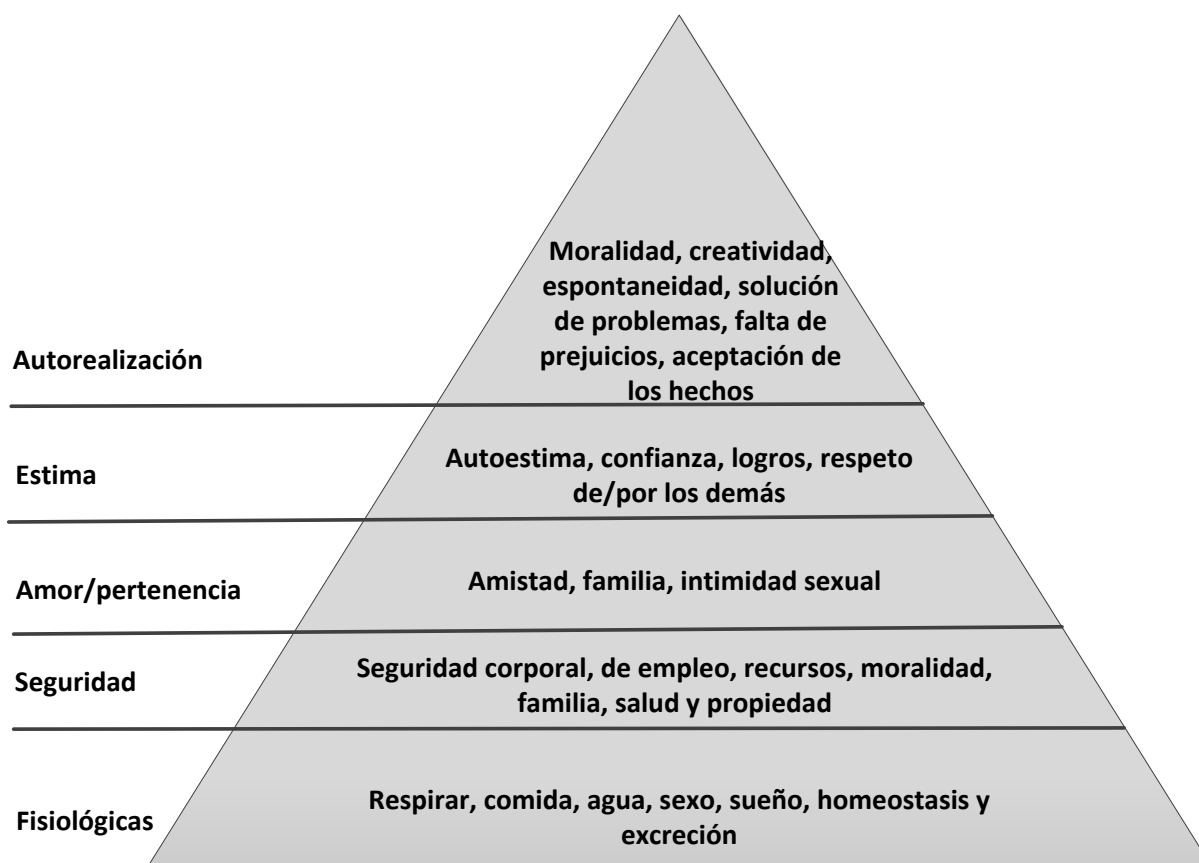 Moralidad, creatividad,
espontaneidad, solución
de problemas, falta de
prejuicios, aceptación de
los hechos
Autorealización
Autoestima, confianza, logros, respeto
de/por los demás
Estima
Amistad, familia, intimidad sexual
Amor/pertenencia
Seguridad corporal, de empleo, recursos, moralidad,
familia, salud y propiedad
Seguridad
Respirar, comida, agua, sexo, sueño, homeostasis y
excreción
Fisiológicas